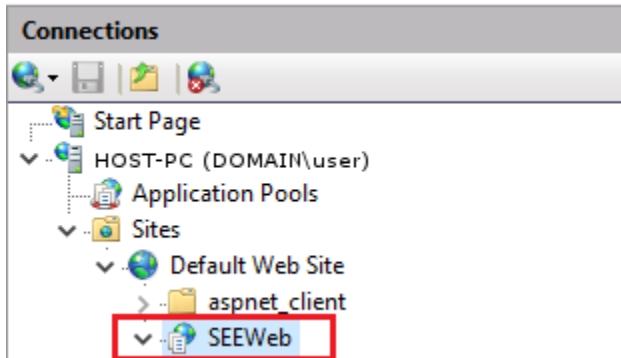 Connections
Start Page
HOST-PC (DOMAIN\user)
Application Pools
Sites
Default Web Site
aspnet_client
SEEWeb